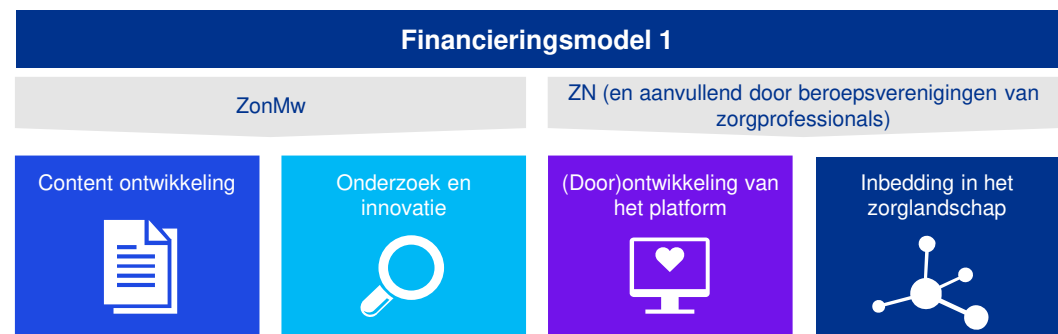 Financieringsmodel 1
ZonMw
ZN (en aanvullend door beroepsverenigingen van
zorgprofessionals)
Content ontwikkeling
Onderzoek en
innovatie
(Door)ontwikkeling van
het platform
Inbedding in het
zorglandschap